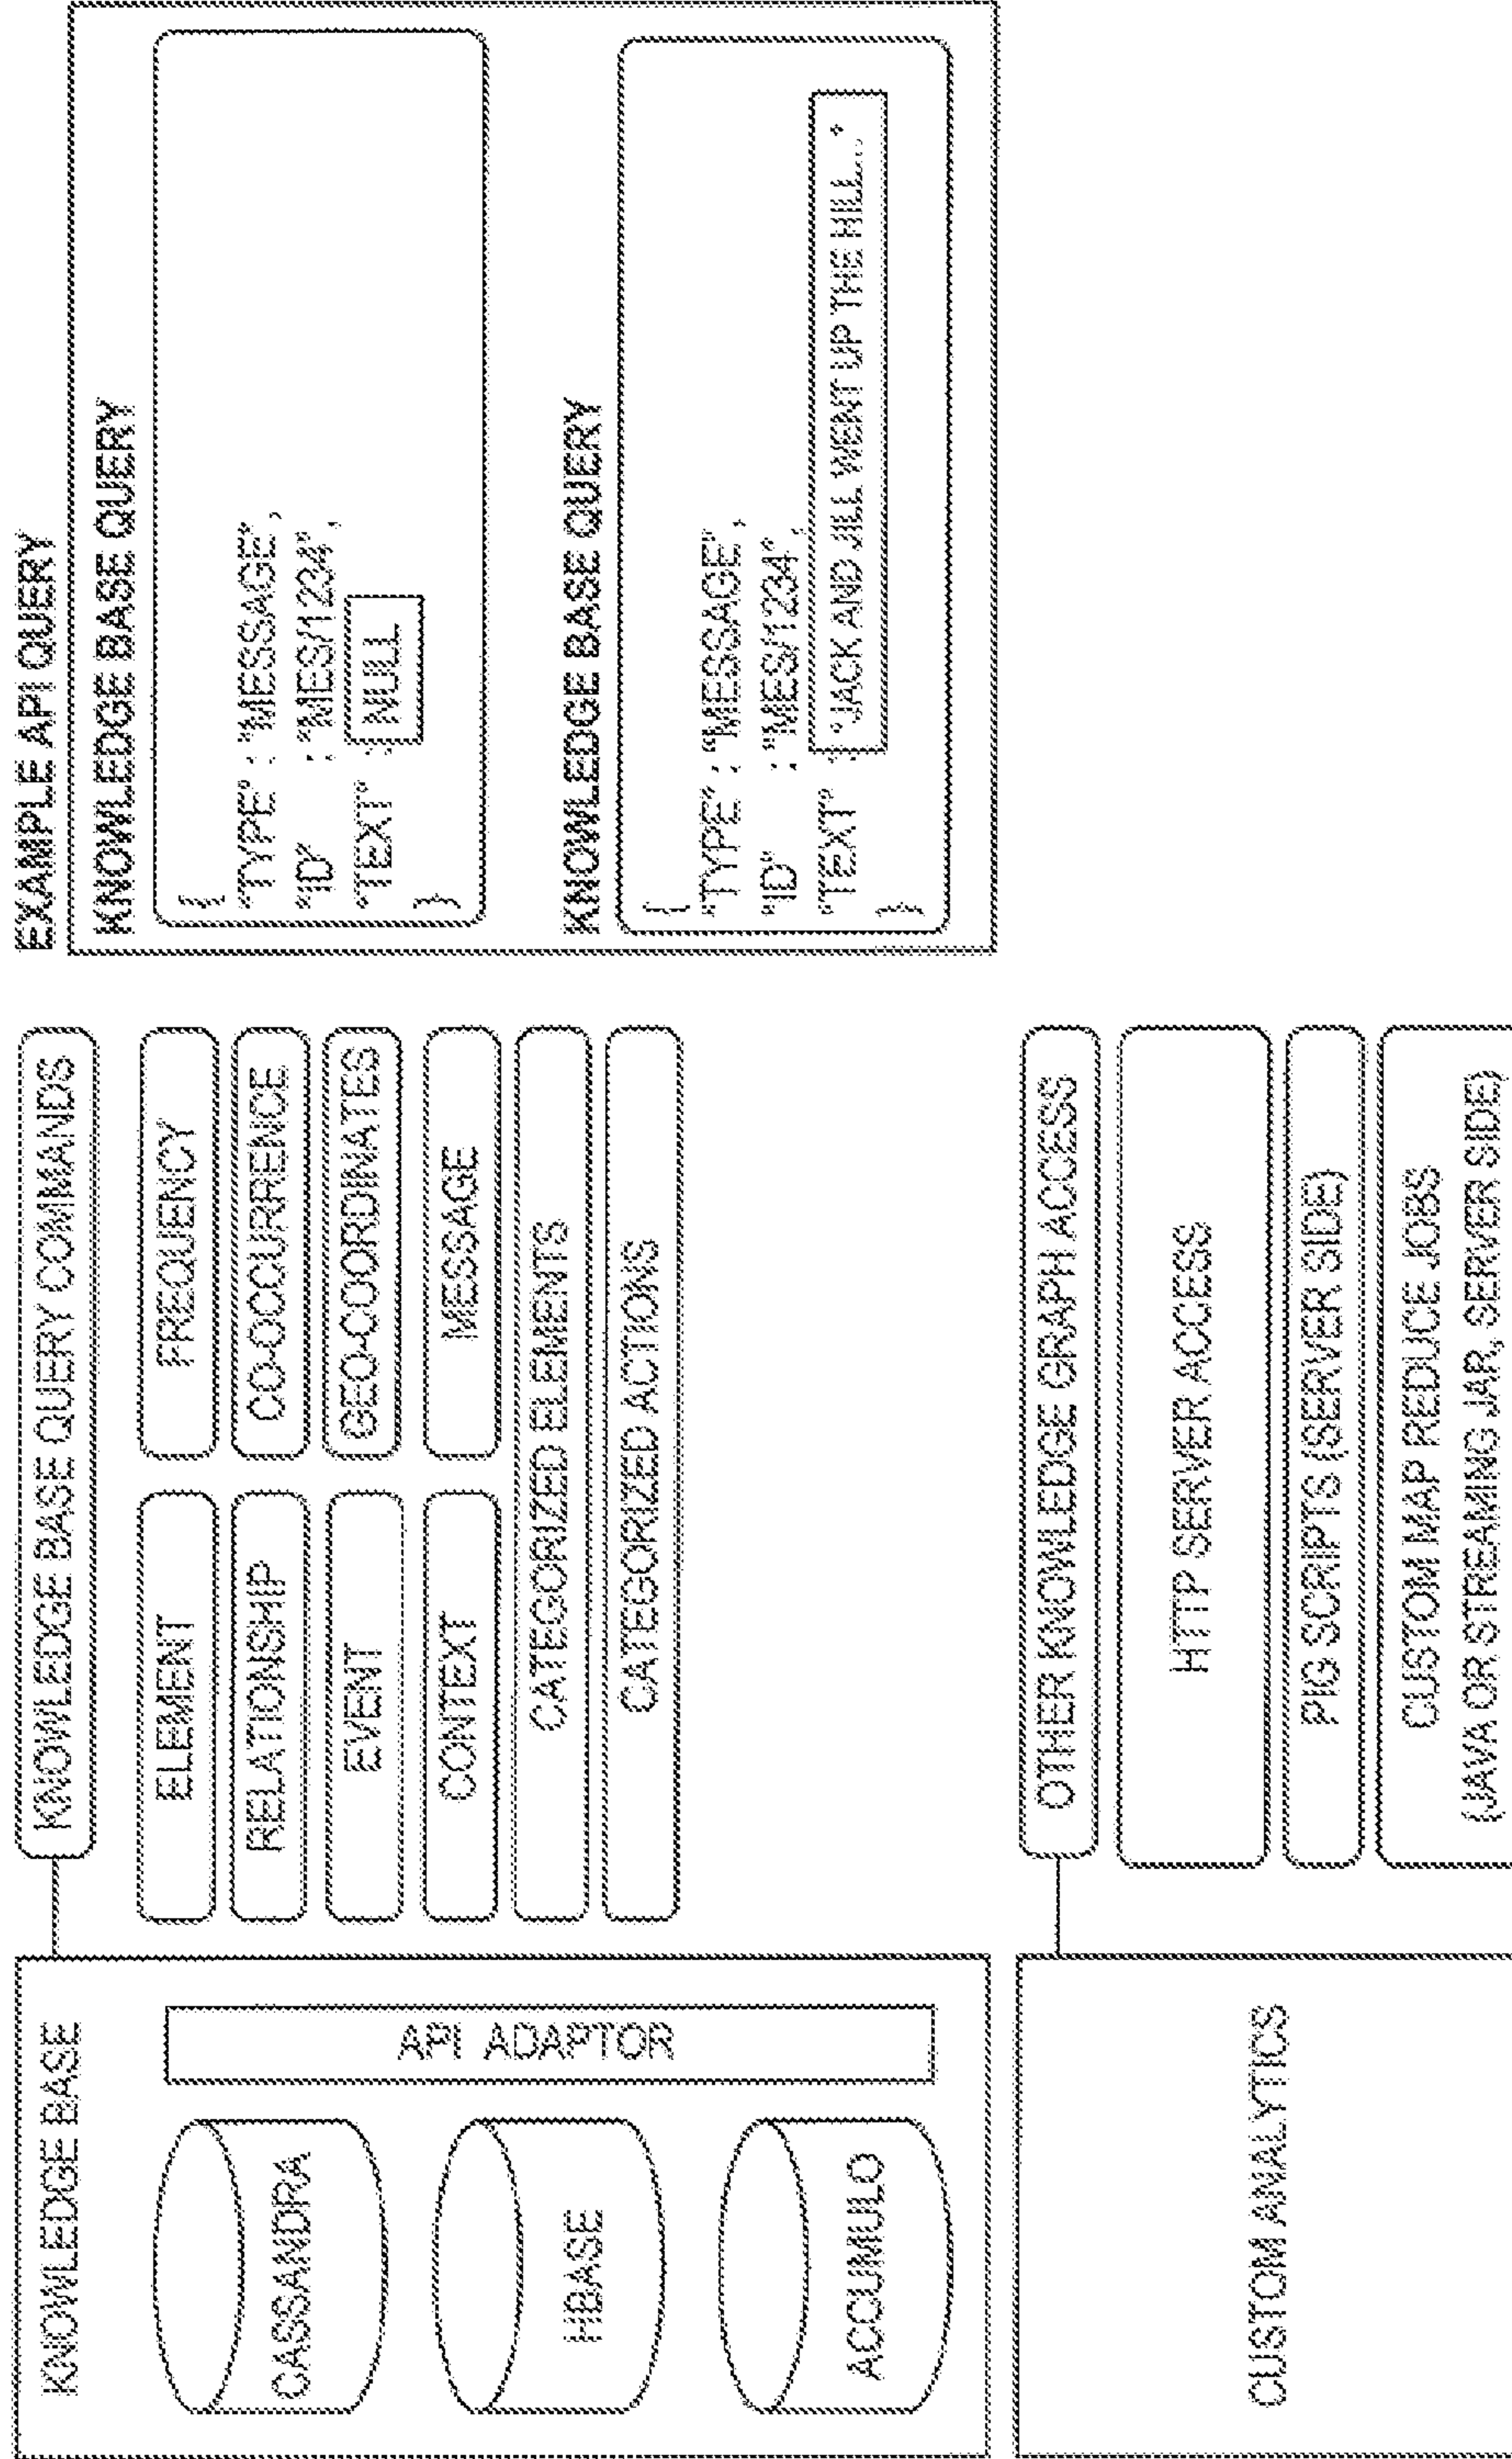 KNOWLEDGE BASE
CASSANDRA
HBASE
ACCUMULO
API ADAPTOR
KNOWLEDGE BASE QUERY COMMANDS
ELEMENT
FREQUENCY
RELATIONSHIP
CO-OCCURRENCE
EVENT
GEO-COORDINATES
CONTEXT
MESSAGE
CATEGORIZED ELEMENTS
CATEGORIZED ACTIONS
EXAMPLE API QUERY
KNOWLEDGE BASE QUERY
{
"TYPE" : "MESSAGE",
"ID" : "MES/1234",
"TEXT" : NULL
}
KNOWLEDGE BASE QUERY
{
"TYPE" : "MESSAGE",
"ID" : "MES/1234",
"TEXT" : "JACK AND JILL WENT UP THE HILL..."
}
CUSTOM ANALYTICS
OTHER KNOWLEDGE GRAPH ACCESS
HTTP SERVER ACCESS
PIG SCRIPTS (SERVER SIDE)
CUSTOM MAP REDUCE JOBS
(JAVA OR STREAMING JAR, SERVER SIDE)